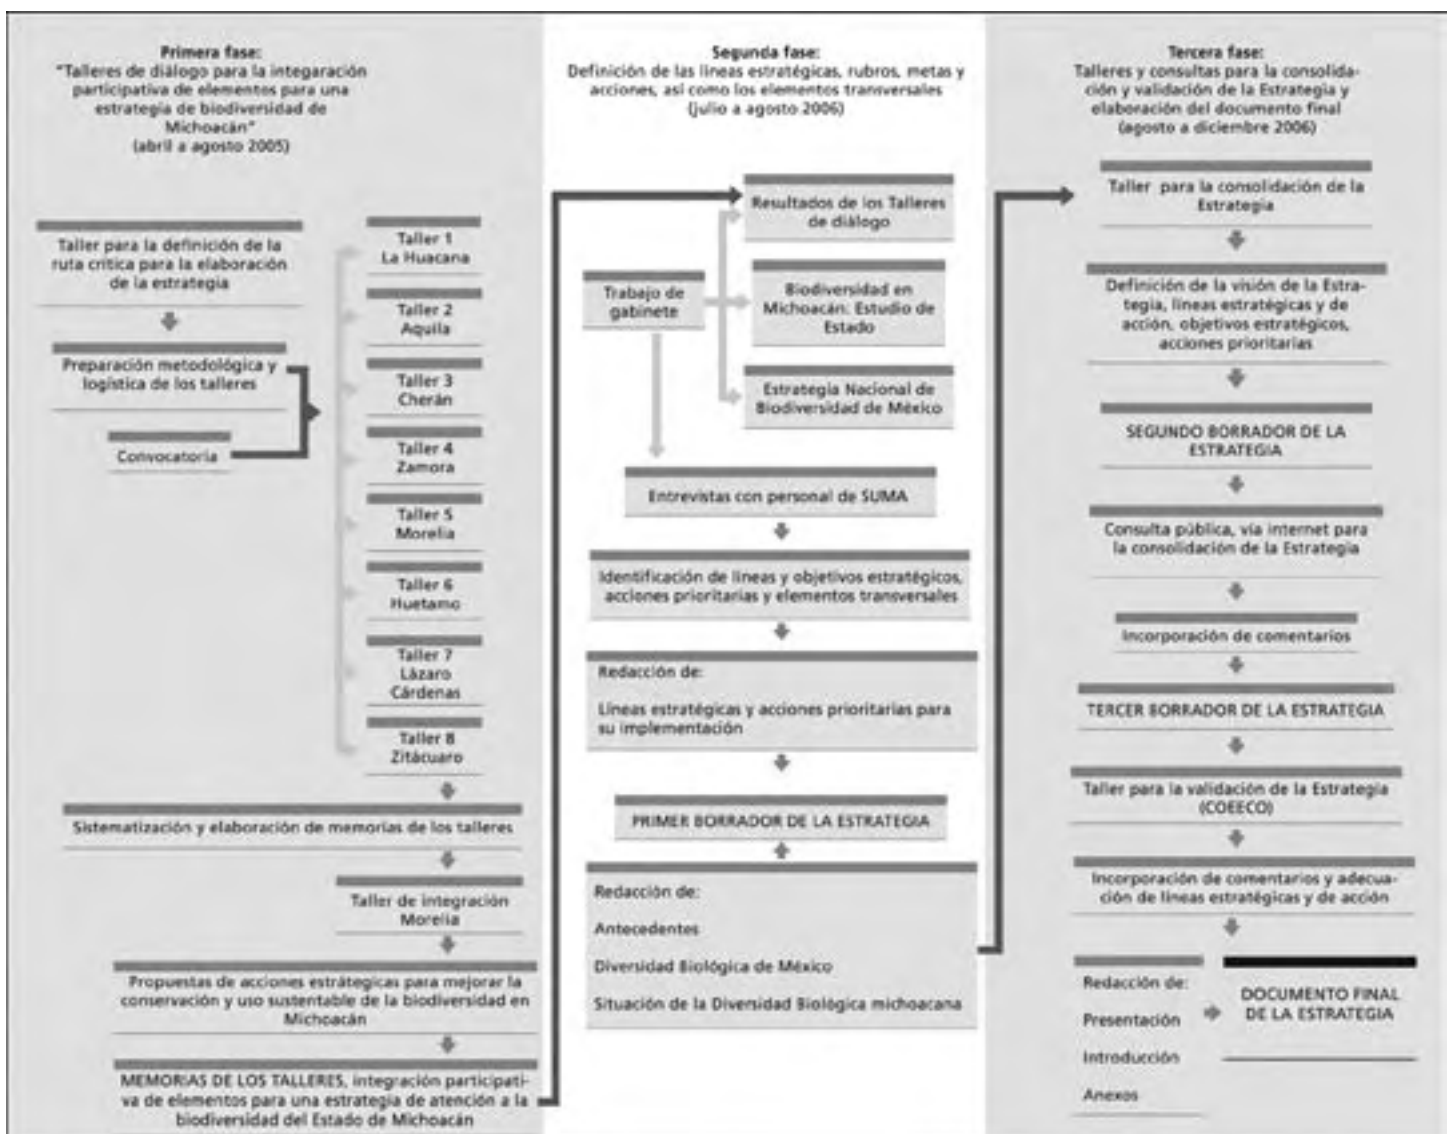 Primera fase:
"Talleres de diálogo para la integaración
participativa de elementos para una
estrategia de biodiversidad de
Michoacán"
(abril a agosto 2005)
Taller para la definición de la
ruta crítica para la elaboración
de la estrategia
Preparación metodológica y
logística de los talleres
Convocatoria
Taller 1
La Huacana
Taller 2
Aquila
Taller 3
Cherán
Taller 4
Zamora
Taller 5
Morelia
Taller 6
Huetamo
Taller 7
Lázaro
Cárdenas
Taller 8
Zitácuaro
Sistematización y elaboración de memorias de los talleres
Taller de integración
Morelia
Propuestas de acciones estrátegicas para mejorar la
conservación y uso sustentable de la biodiversidad en
Michoacán
MEMORIAS DE LOS TALLERES, integración participati-
va de elementos para una estrategia de atención a la
biodiversidad del Estado de Michoacán
Segunda fase:
Definición de las líneas estratégicas, rubros, metas y
acciones, así como los elementos transversales
(julio a agosto 2006)
Resultados de los Talleres
de diálogo
Trabajo de
gabinete
Biodiversidad en
Michoacán: Estudio de
Estado
Estrategia Nacional de
Biodiversidad de México
Entrevistas con personal de SUMA
Identificación de líneas y objetivos estratégicos,
acciones prioritarias y elementos transversales
Redacción de:
Líneas estratégicas y acciones prioritarias para
su implementación
PRIMER BORRADOR DE LA ESTRATEGIA
Redacción de:
Antecedentes
Diversidad Biológica de México
Situación de la Diversidad Biológica michoacana
Tercera fase:
Talleres y consultas para la consolida-
ción y validación de la Estrategia y
elaboración del documento final
(agosto a diciembre 2006)
Taller para la consolidación de la
Estrategia
Definición de la visión de la Estra-
tegia, líneas estratégicas y de
acción, objetivos estratégicos,
acciones prioritarias
SEGUNDO BORRADOR DE LA
ESTRATEGIA
Consulta pública, vía internet para
la consolidación de la Estrategia
Incorporación de comentarios
TERCER BORRADOR DE LA ESTRATEGIA
Taller para la validación de la Estrategia
(COEECO)
Incorporación de comentarios y adecua-
ción de líneas estratégicas y de acción
Redacción de:
Presentación
Introducción
Anexos
DOCUMENTO FINAL
DE LA ESTRATEGIA